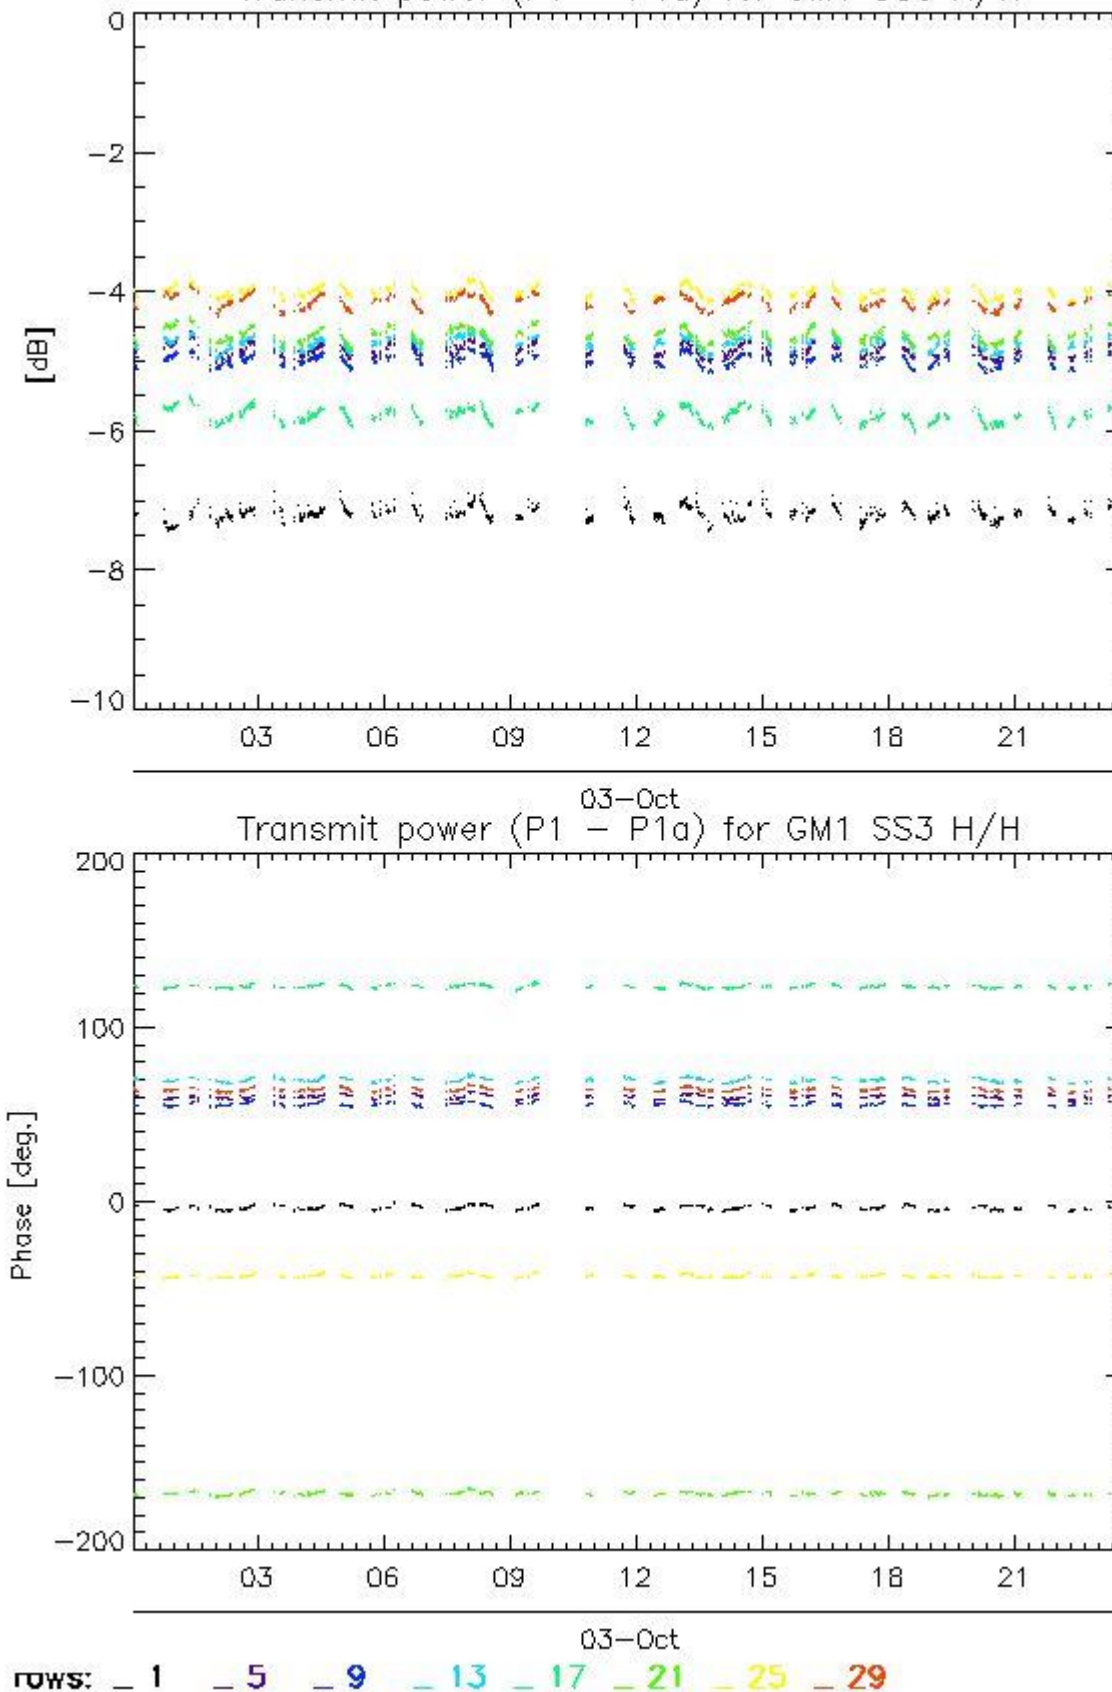 0
-2
-4
-6
-8
-10
[dB]
03 06 09 12 15 18 21
03-Oct
Transmit power (P1 - P1a) for GM1 SS3 H/H
200
100
0
-100
-200
Phase [deg.]
03 06 09 12 15 18 21
03-Oct
rows: _ 1 _ 5 _ 9 _ 13 _ 17 _ 21 _ 25 _ 29